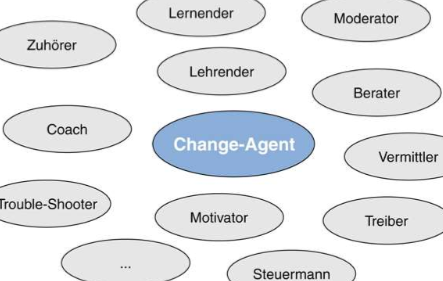 Lernender
Moderator
Zuhörer
Lehrender
Berater
Coach
Change-Agent
Vermittler
Trouble-Shooter
Motivator
Treiber
...
Steuermann